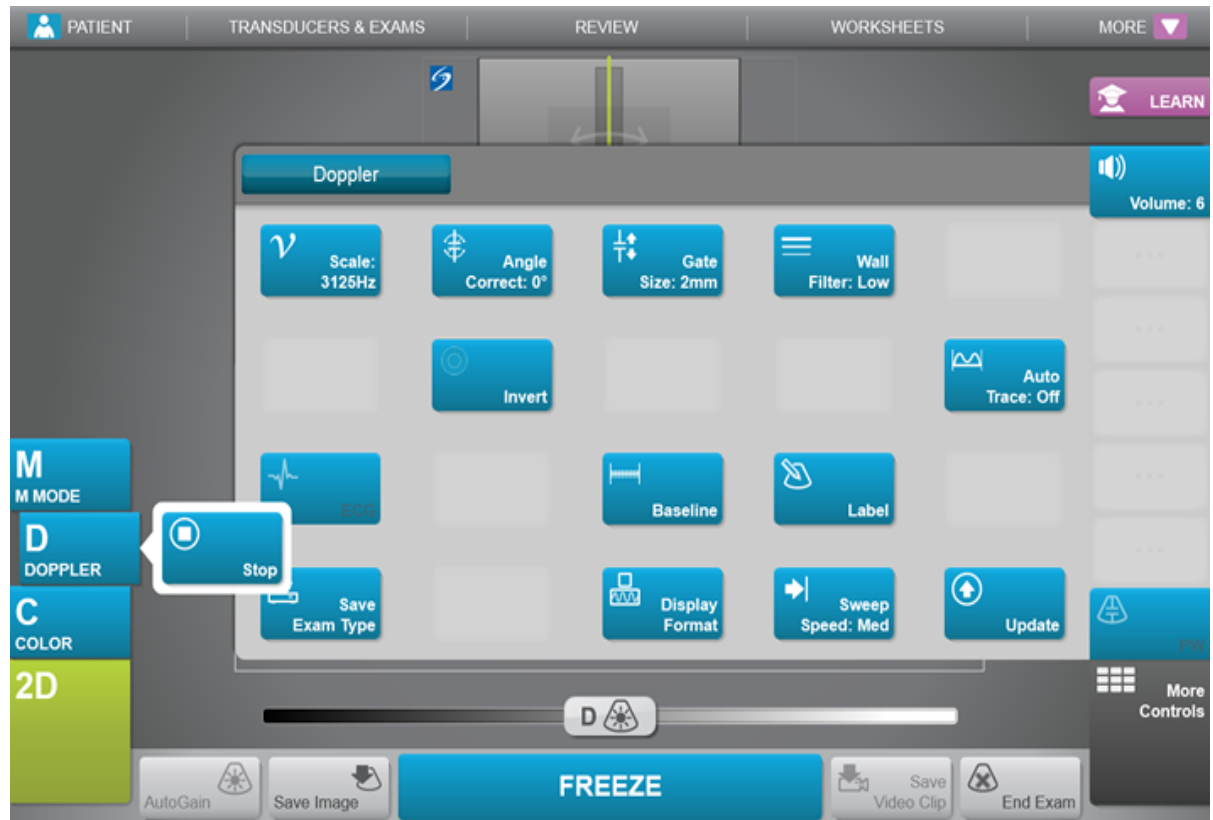 PATIENT
TRANSDUCERS & EXAMS
REVIEW
WORKSHEETS
MORE
LEARN
Doppler
Volume: 6
Scale:
3125Hz
Angle
Correct: 0°
Gate
Size: 2mm
Wall
Filter: Low
Invert
Auto
Trace: Off
M
M MODE
ECG
Baseline
Label
D
DOPPLER
Stop
C
COLOR
Save
Exam Type
Display
Format
Sweep
Speed: Med
Update
PW
2D
More
Controls
D
AutoGain
Save Image
FREEZE
Save
Video Clip
End Exam